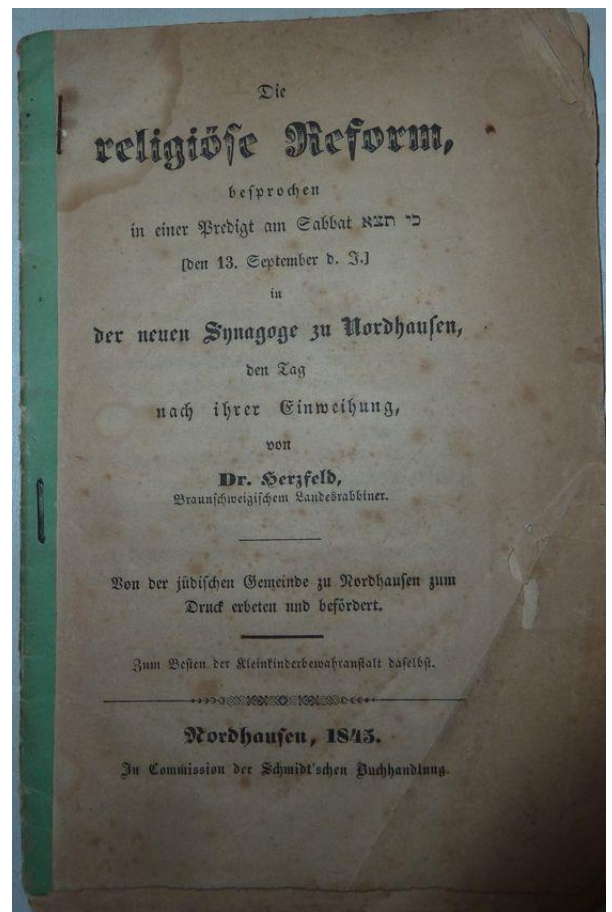 Die
religiöse Reform,
besprochen
in einer Predigt am Sabbat כי תצא
[den 13. September d. J.]
in
der neuen Synagoge zu Nordhausen,
den Tag
nach ihrer Einweihung,
von
Dr. Herzfeld,
Braunschweigischem Landesrabbiner.
Von der jüdischen Gemeinde zu Nordhausen zum
Druck erbeten und befördert.
Zum Besten der Kleinkinderbewahranstalt daselbst.
Nordhausen, 1845.
In Commission der Schmidt'schen Buchhandlung.